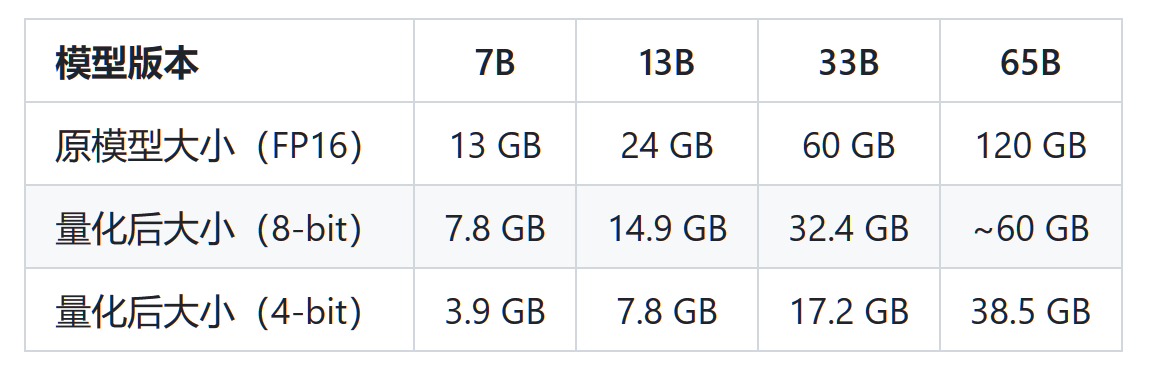 模型版本 7B 13B 33B 65B
原模型大小（FP16） 13 GB 24 GB 60 GB 120 GB
量化后大小（8-bit） 7.8 GB 14.9 GB 32.4 GB ~60 GB
量化后大小（4-bit） 3.9 GB 7.8 GB 17.2 GB 38.5 GB